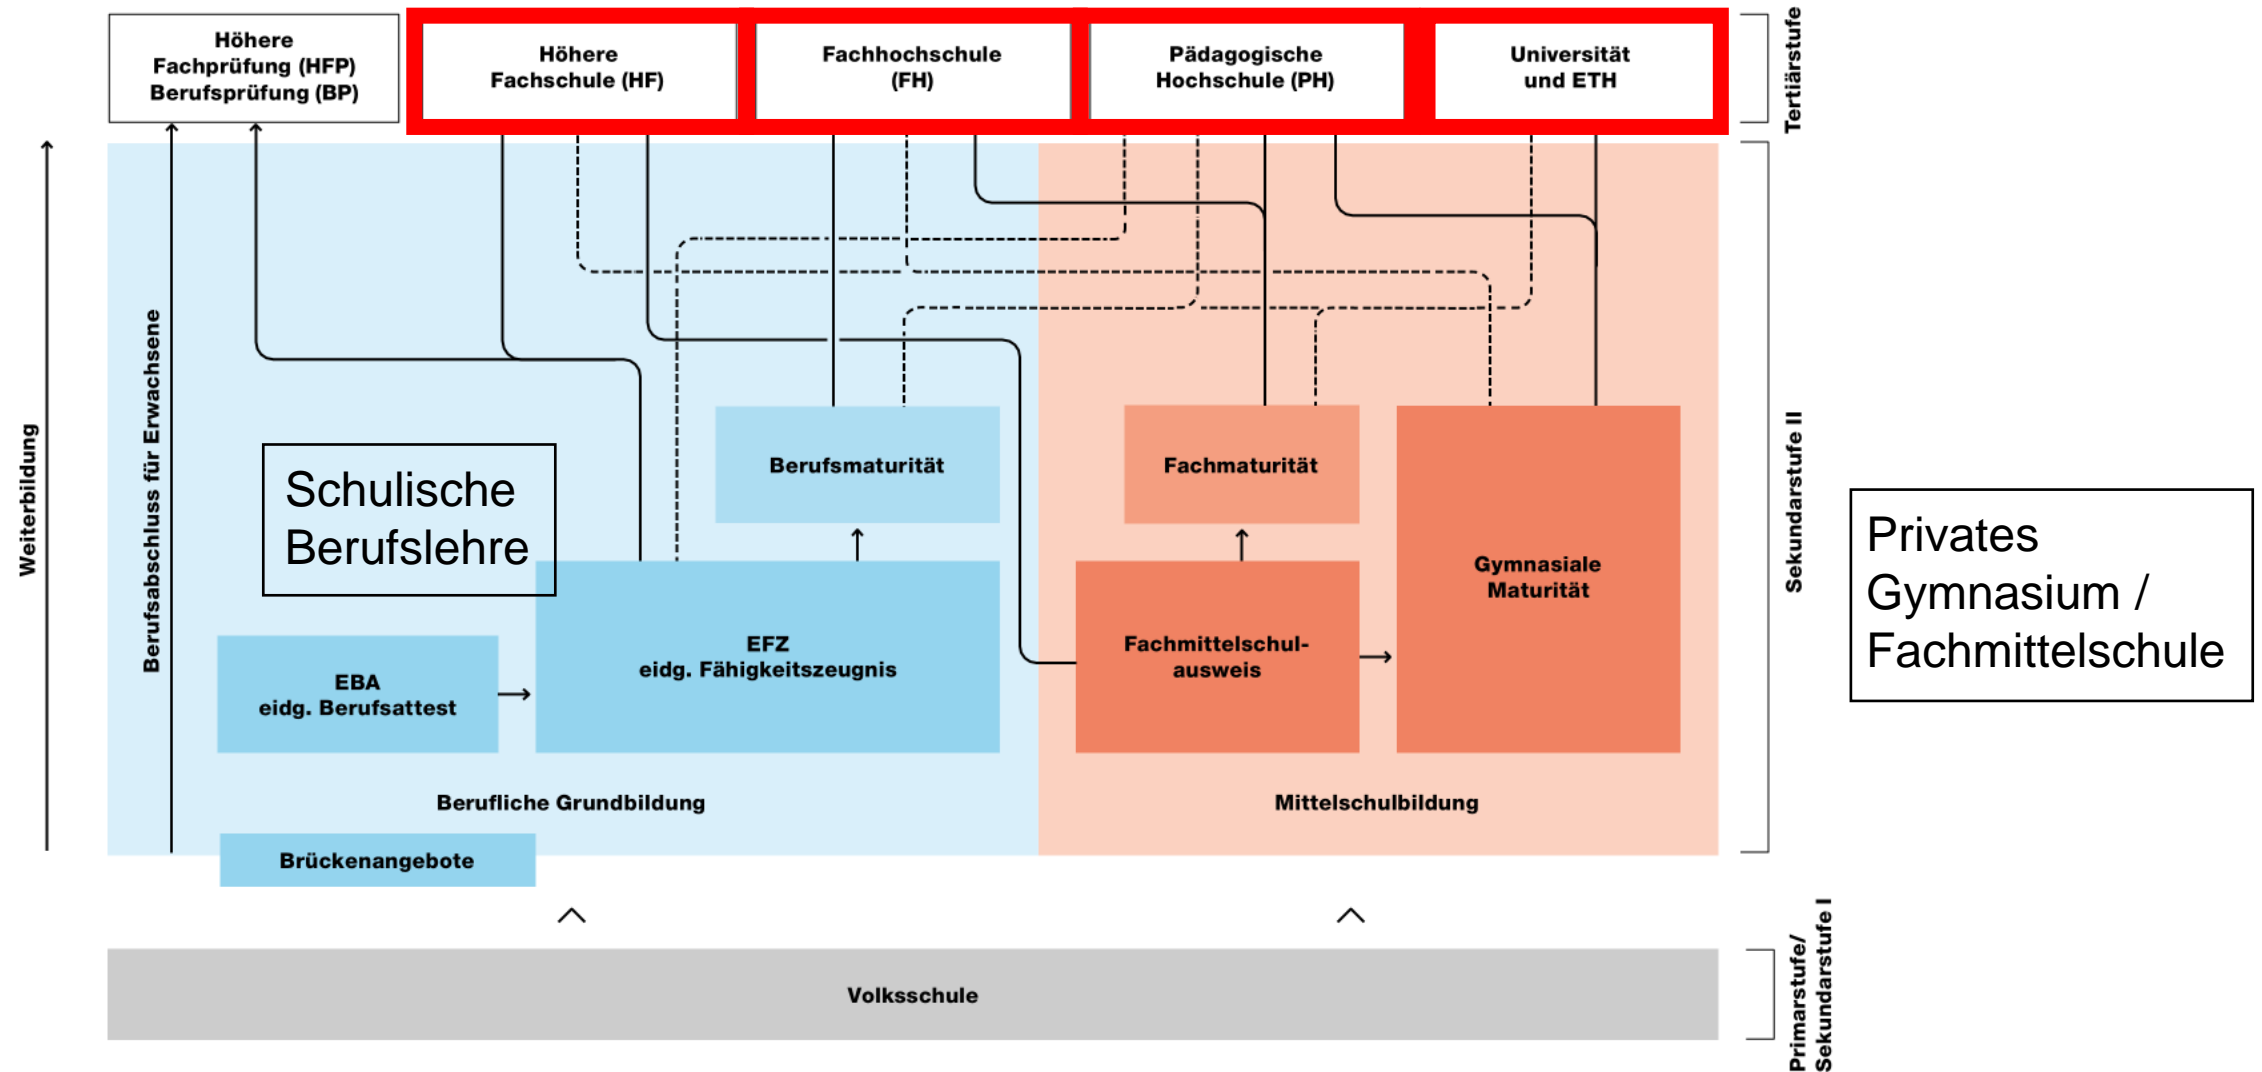 Höhere
Fachprüfung (HFP)
Berufsprüfung (BP)
Höhere
Fachschule (HF)
Fachhochschule
(FH)
Pädagogische
Hochschule (PH)
Universität
und ETH
Tertiärstufe
Weiterbildung
Berufsabschluss für Erwachsene
Schulische
Berufslehre
Berufsmaturität
Fachmaturität
Gymnasiale
Maturität
EBA
eidg. Berufsattest
EFZ
eidg. Fähigkeitszeugnis
Fachmittelschul-
ausweis
Berufliche Grundbildung
Mittelschulbildung
Brückenangebote
Sekundarstufe II
Privates
Gymnasium /
Fachmittelschule
Volksschule
Primarstufe/
Sekundarstufe I